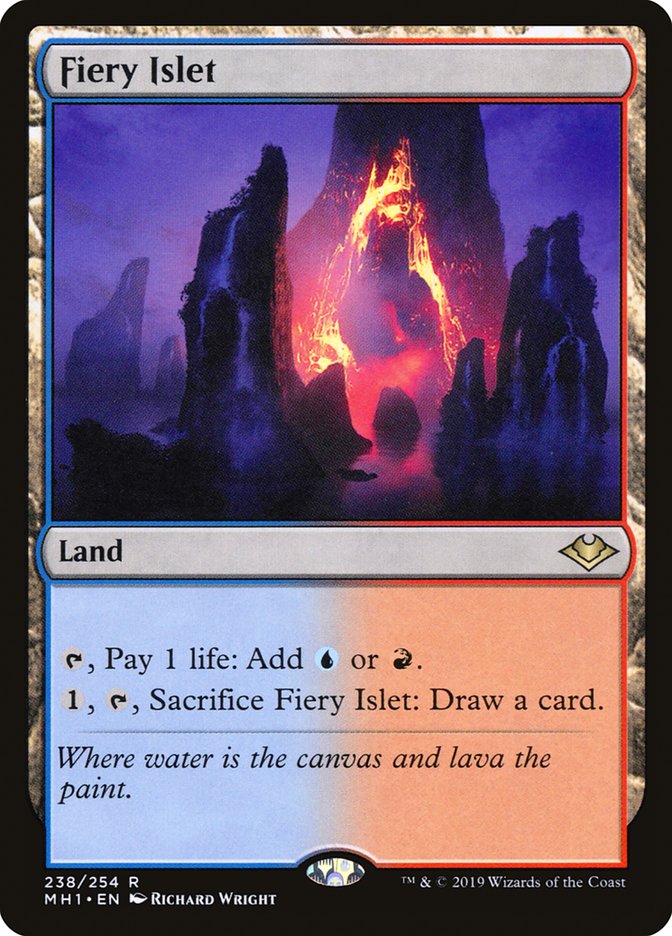 Fiery Islet
Land
, Pay 1 life: Add or .
1, , Sacrifice Fiery Islet: Draw a card.
Where water is the canvas and lava the
paint.
238/254 R
MH1 • EN Richard Wright
™ & © 2019 Wizards of the Coast